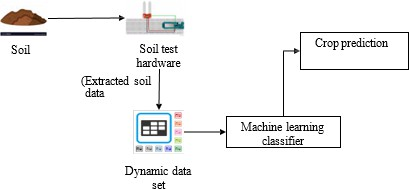 Soil
Soil test
hardware
Crop prediction
(Extracted soil
data
Machine learning
classifier
Dynamic data
set